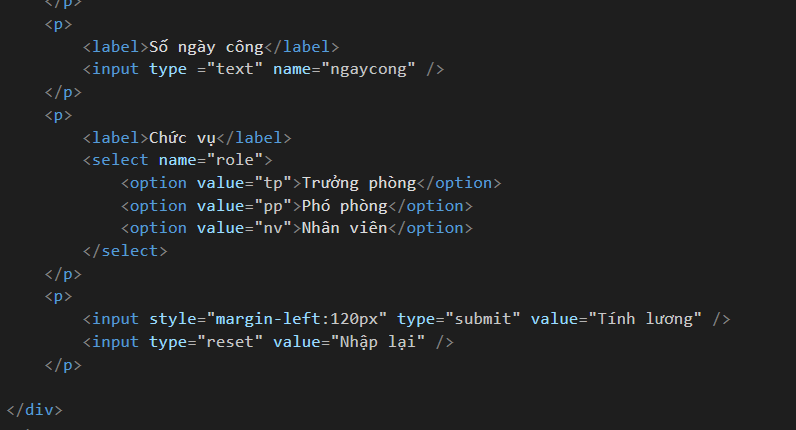 </p>
<p>
<label>Số ngày công</label>
<input type ="text" name="ngaycong" />
</p>
<p>
<label>Chức vụ</label>
<select name="role">
<option value="tp">Trưởng phòng</option>
<option value="pp">Phó phòng</option>
<option value="nv">Nhân viên</option>
</select>
</p>
<p>
<input style="margin-left:120px" type="submit" value="Tính lương" />
<input type="reset" value="Nhập lại" />
</p>
</div>